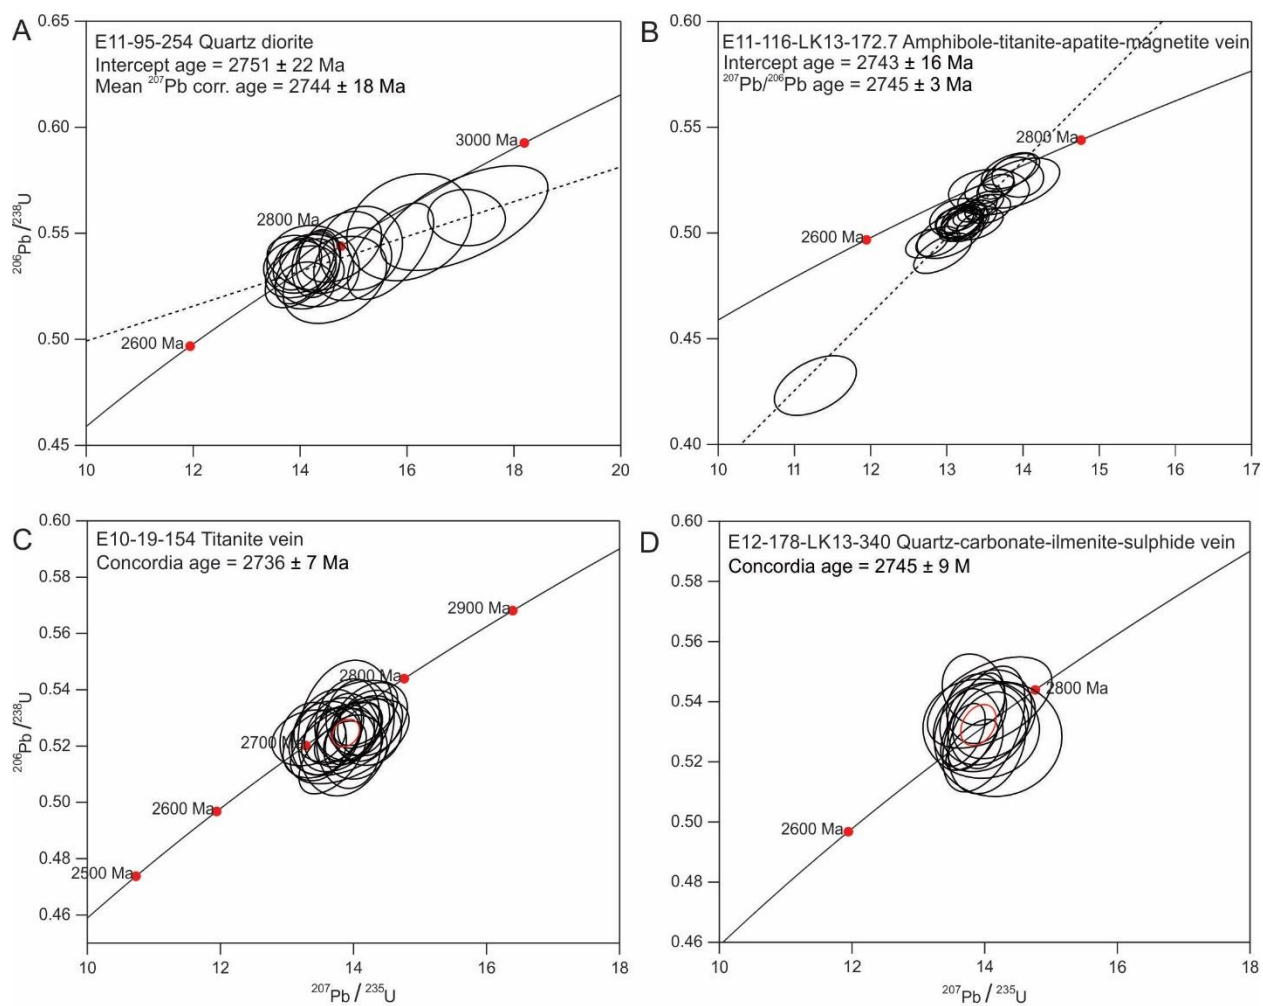 A
E11-95-254 Quartz diorite
Intercept age = 2751 ± 22 Ma
Mean ²⁰⁷Pb corr. age = 2744 ± 18 Ma
0.65
0.60
0.55
0.50
0.45
²⁰⁶Pb /²³⁸U
3000 Ma
2800 Ma
2600 Ma
10
12
14
16
18
20
B
E11-116-LK13-172.7 Amphibole-titanite-apatite-magnetite vein
Intercept age = 2743 ± 16 Ma
²⁰⁷Pb/²⁰⁶Pb age = 2745 ± 3 Ma
0.60
0.55
0.50
0.45
0.40
2800 Ma
2600 Ma
10
11
12
13
14
15
16
17
C
E10-19-154 Titanite vein
Concordia age = 2736 ± 7 Ma
0.60
0.58
0.56
0.54
0.52
0.50
0.48
0.46
²⁰⁶Pb /²³⁸U
2900 Ma
2800 Ma
2700 Ma
2600 Ma
2500 Ma
10
12
14
16
18
²⁰⁷Pb / ²³⁵U
D
E12-178-LK13-340 Quartz-carbonate-ilmenite-sulphide vein
Concordia age = 2745 ± 9 M
0.60
0.58
0.56
0.54
0.52
0.50
0.48
0.46
2800 Ma
2600 Ma
10
12
14
16
18
²⁰⁷Pb / ²³⁵U